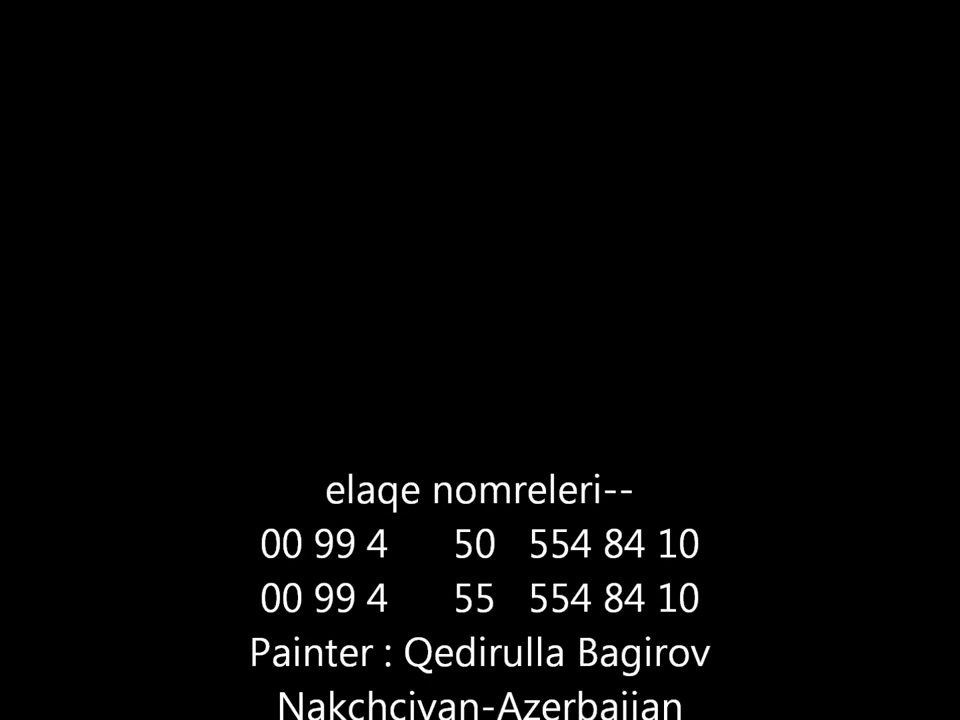 elaqe nomreleri--
00 99 4 50 554 84 10
00 99 4 55 554 84 10
Painter : Qedirulla Bagirov
Nakchcivan-Azerbaijan